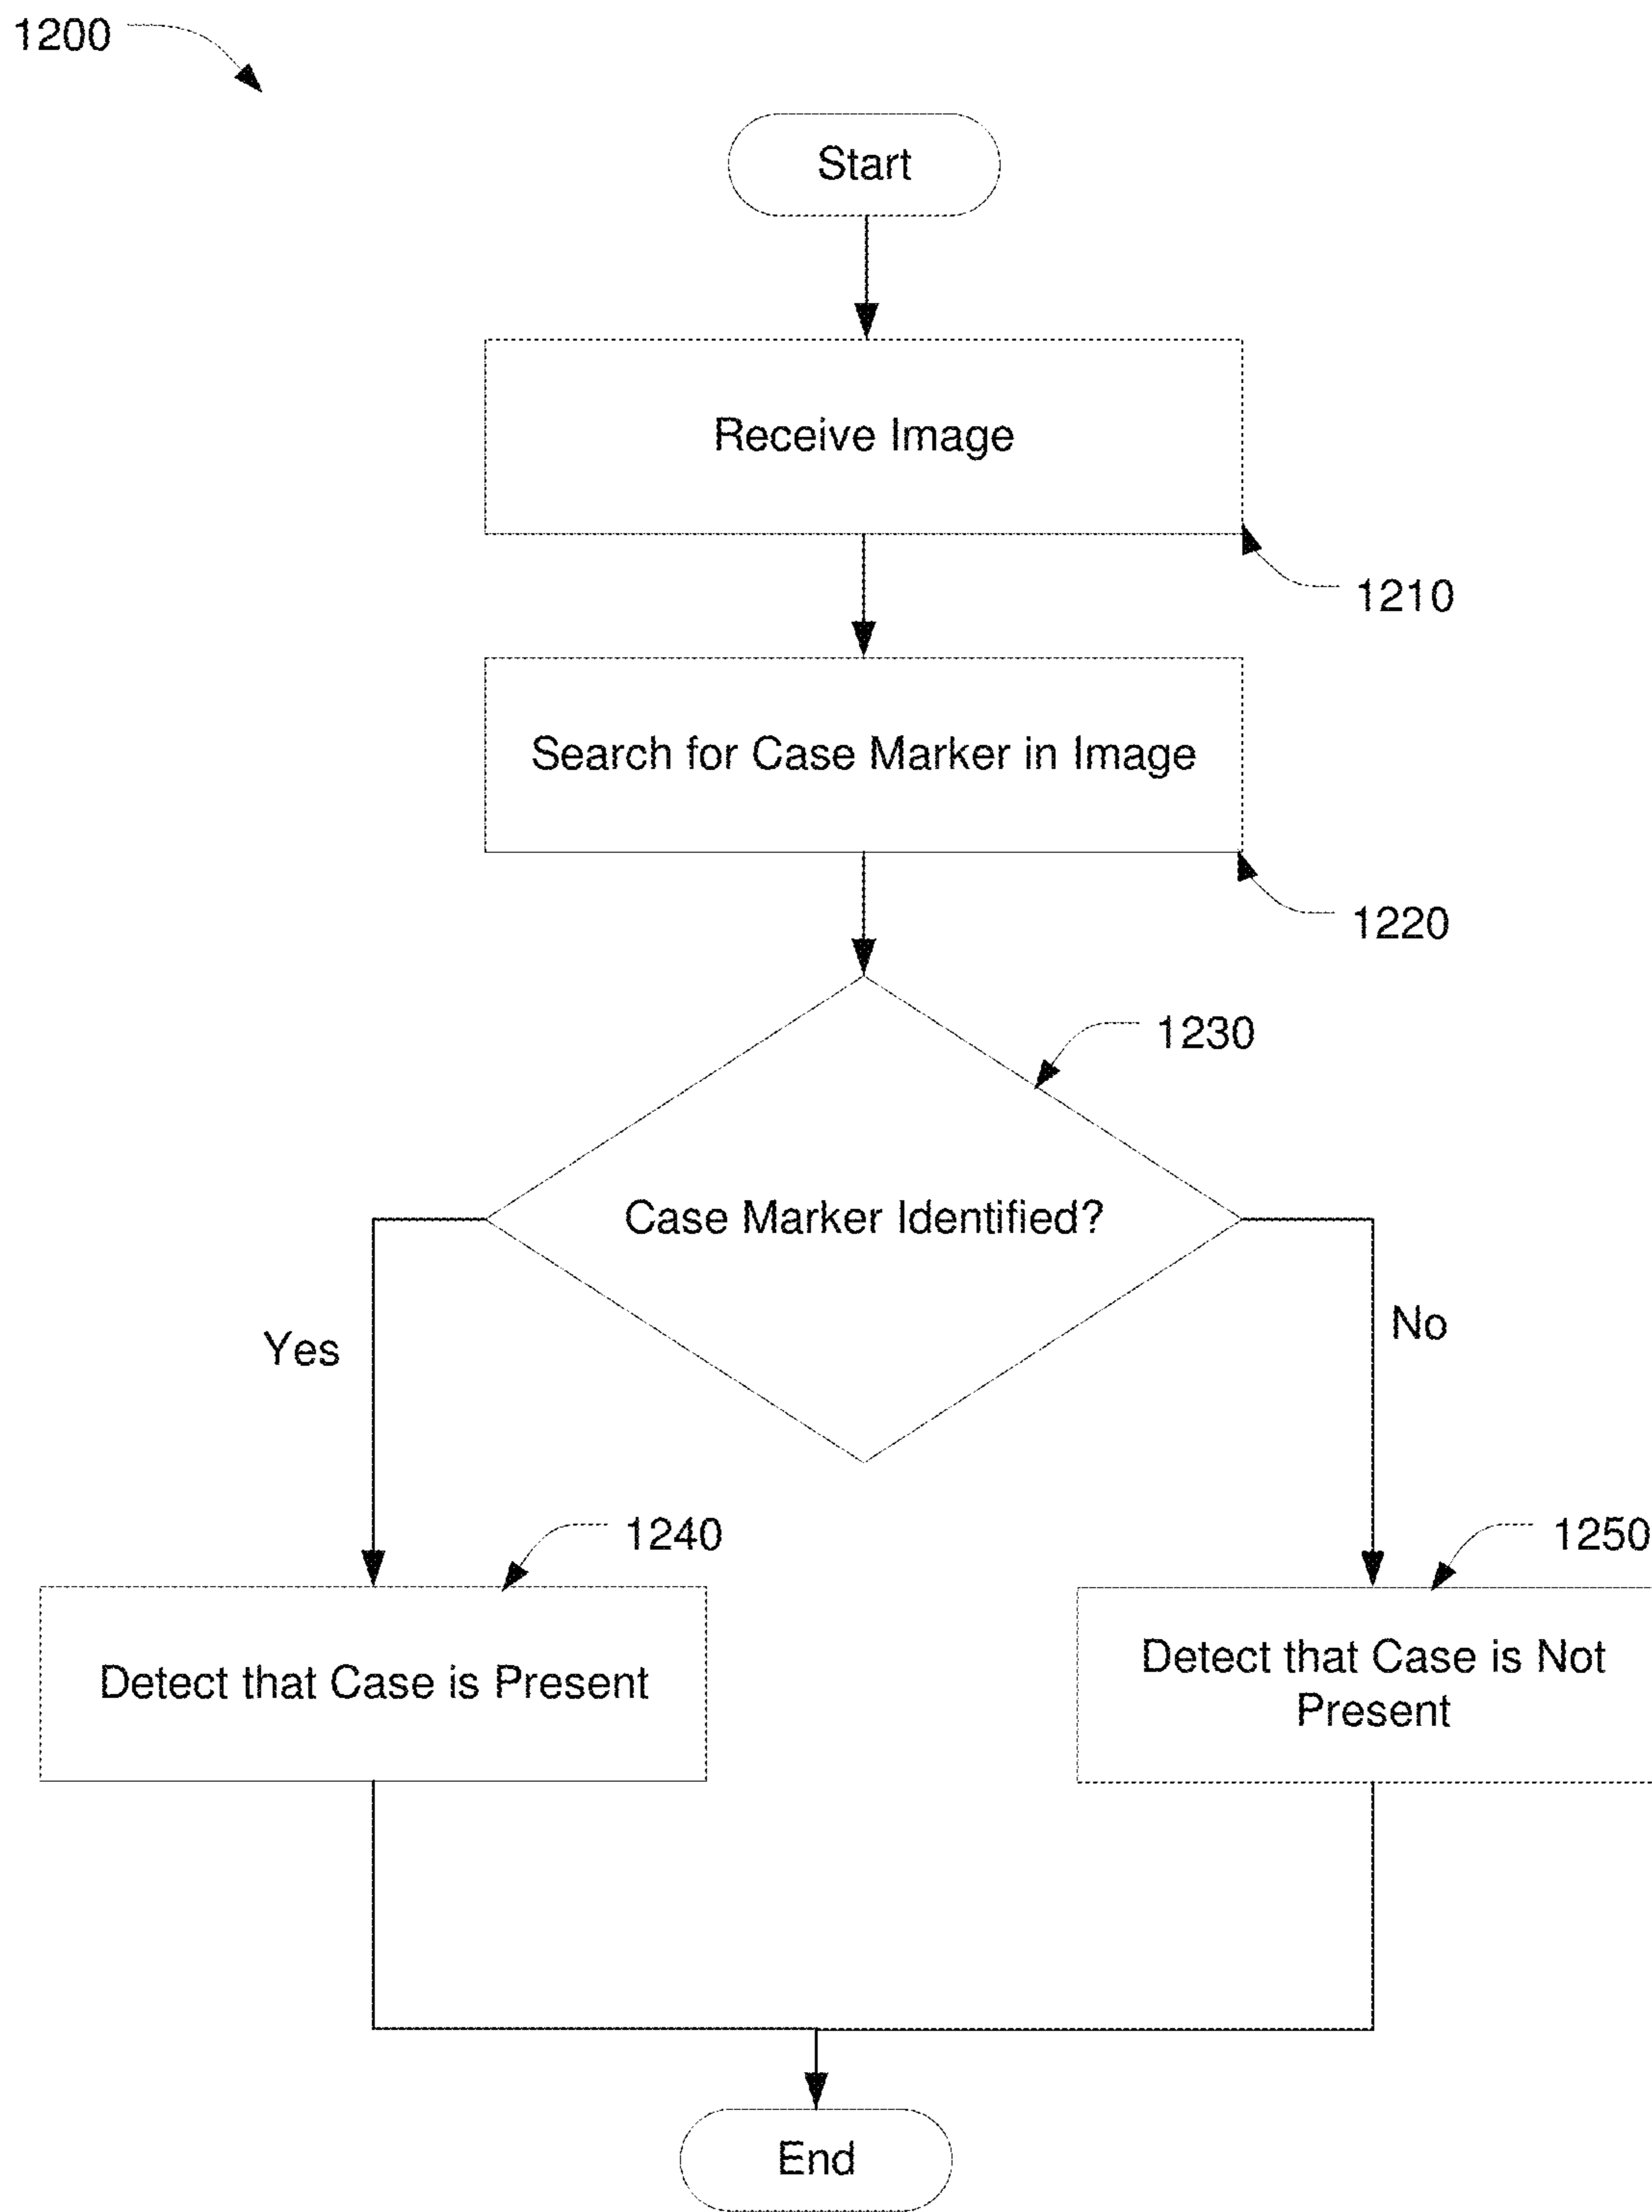 1200
Start
Receive Image
1210
Search for Case Marker in Image
1220
1230
Case Marker Identified?
Yes
No
1240
1250
Detect that Case is Present
Detect that Case is Not
Present
End